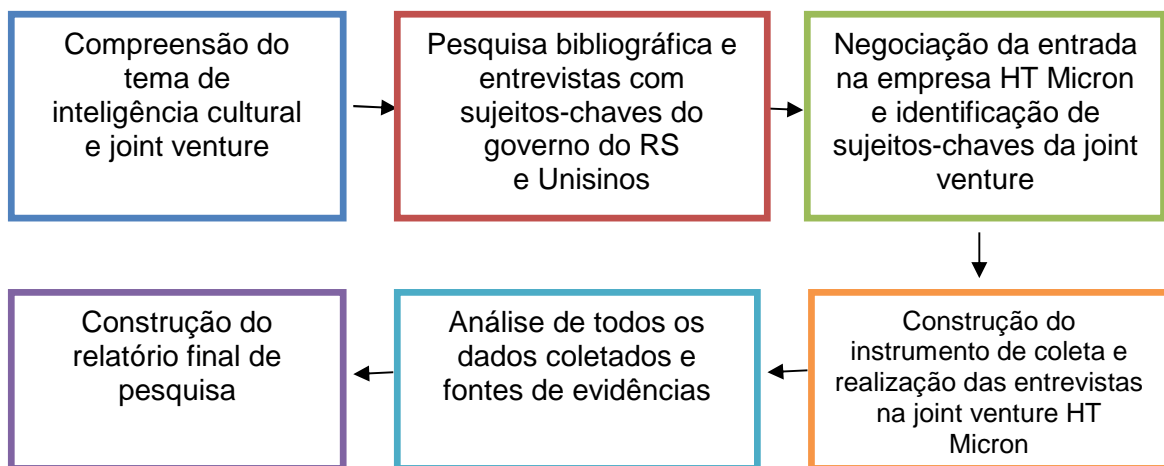 Compreensão do
tema de
inteligência cultural
e joint venture
Pesquisa bibliográfica e
entrevistas com
sujeitos-chaves do
governo do RS
e Unisinos
Negociação da entrada
na empresa HT Micron
e identificação de
sujeitos-chaves da joint
venture
Construção do
instrumento de coleta e
realização das entrevistas
na joint venture HT
Micron
Análise de todos os
dados coletados e
fontes de evidências
Construção do
relatório final de
pesquisa